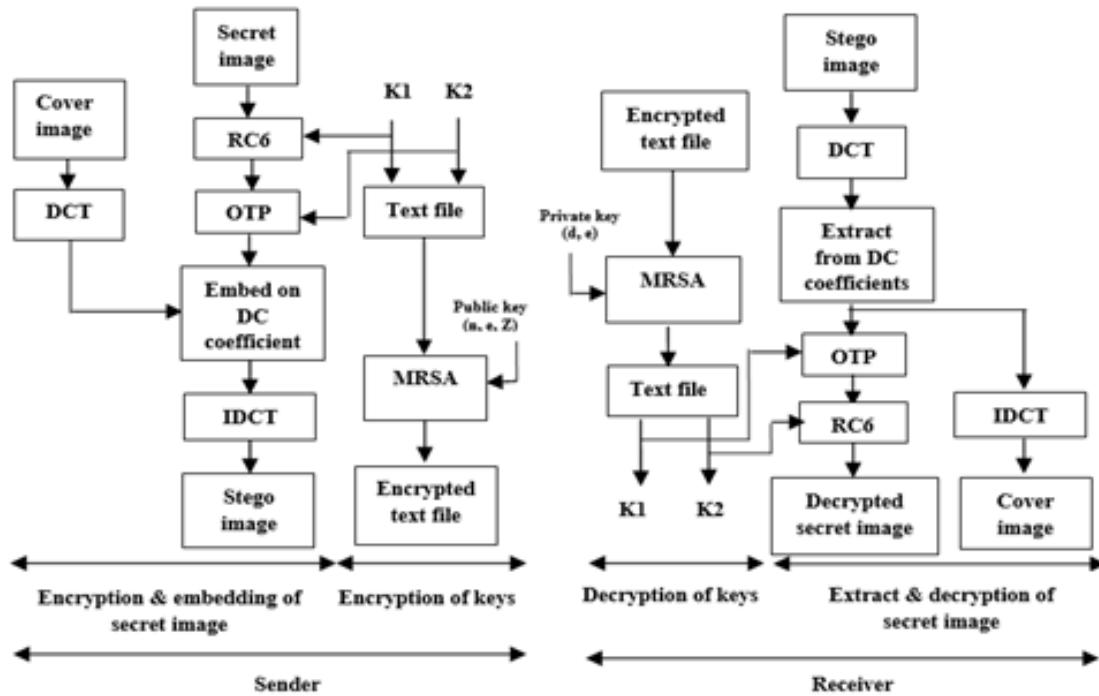 Secret
image
Cover
image
K1
K2
RC6
DCT
OTP
Text file
Embed on
DC
coefficient
Public key
(n, e, Z)
MRSA
IDCT
Stego
image
Encrypted
text file
Encryption & embedding of
secret image
Encryption of keys
Sender
Stego
image
Encrypted
text file
DCT
Private key
(d, e)
Extract
from DC
coefficients
MRSA
OTP
Text file
RC6
IDCT
K1
K2
Decrypted
secret image
Cover
image
Decryption of keys
Extract & decryption of
secret image
Receiver